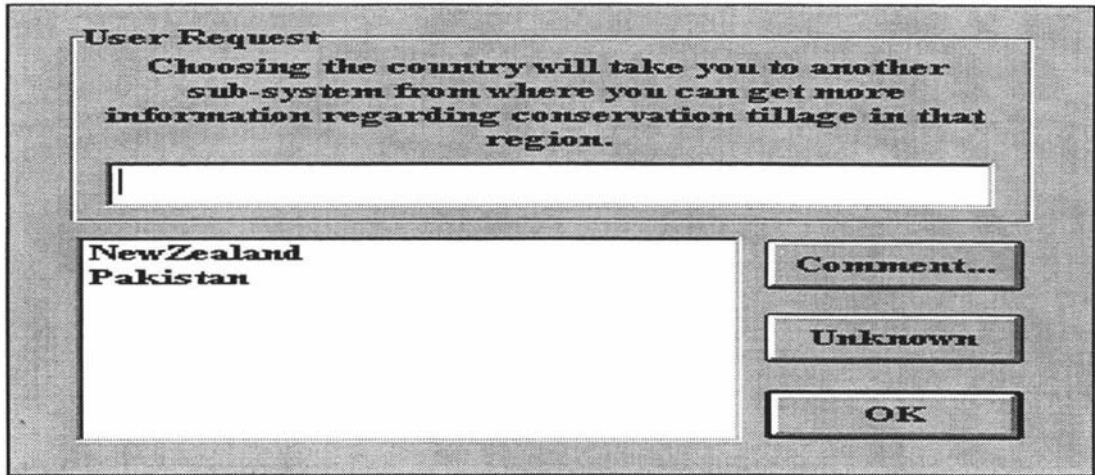 User Request
Choosing the country will take you to another
sub-system from where you can get more
information regarding conservation tillage in that
region.
NewZealand
Pakistan
Comment...
Unknown
OK